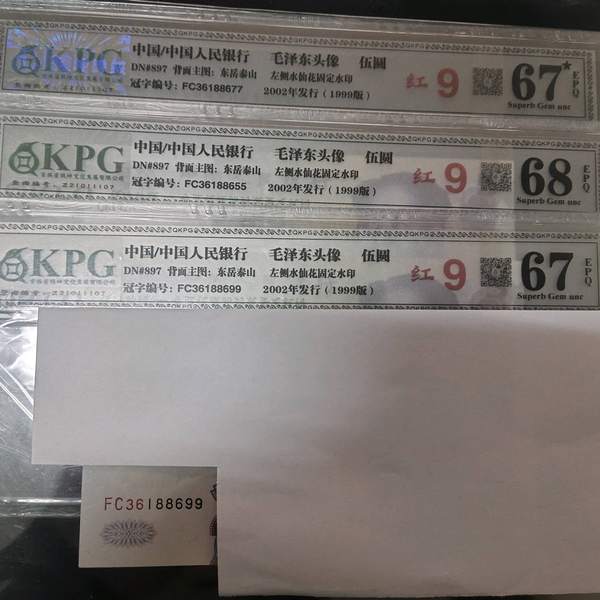 QKPG
中国/中国人民银行 毛泽东头像 伍圆
DN#897 背面主图：东岳泰山 左侧水仙花固定水印
冠字编号：FC36188677 2002年发行（1999版）
红 9
67★
EPQ
Superb Gem unc
QKPG
中国/中国人民银行 毛泽东头像 伍圆
DN#897 背面主图：东岳泰山 左侧水仙花固定水印
冠字编号：FC36188655 2002年发行（1999版）
红 9
68
EPQ
Superb Gem unc
QKPG
中国/中国人民银行 毛泽东头像 伍圆
DN#897 背面主图：东岳泰山 左侧水仙花固定水印
冠字编号：FC36188699 2002年发行（1999版）
红 9
67
EPQ
Superb Gem unc
FC36188699